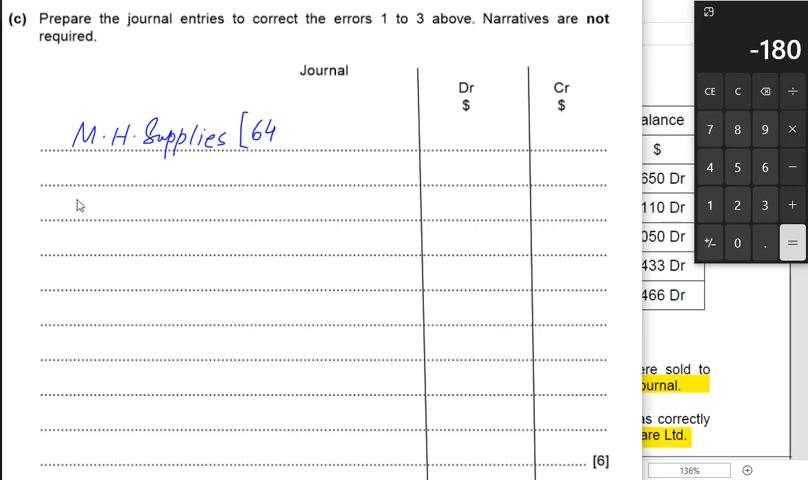 (c) Prepare the journal entries to correct the errors 1 to 3 above. Narratives are not
required.
Journal
Dr
$
Cr
$
M.H. Supplies [64
[6]
alance
$
650 Dr
110 Dr
050 Dr
433 Dr
466 Dr
ere sold to
ournal.
as correctly
are Ltd.
136%
-180
CE C ÷
7 8 9 ×
4 5 6 −
1 2 3 +
+/- 0 . =